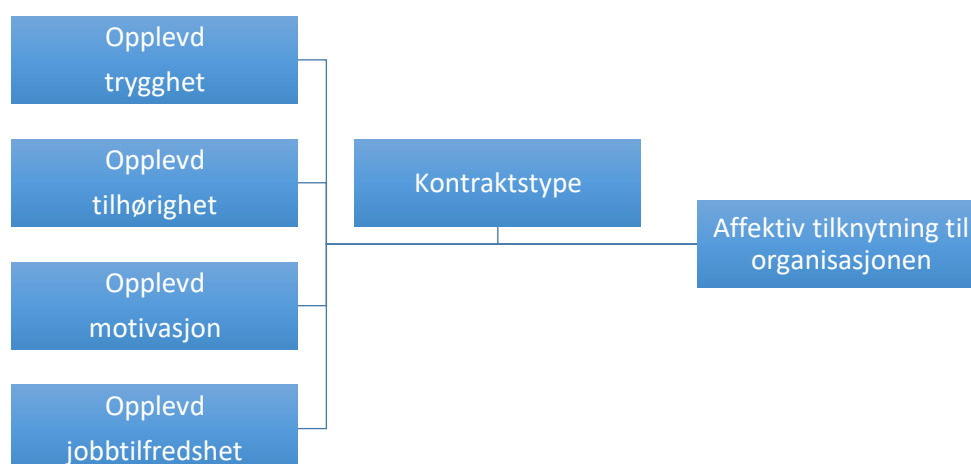 Opplevd
trygghet
Opplevd
tilhørighet
Opplevd
motivasjon
Opplevd
jobbtilfredshet
Kontraktstype
Affektiv tilknytning til
organisasjonen